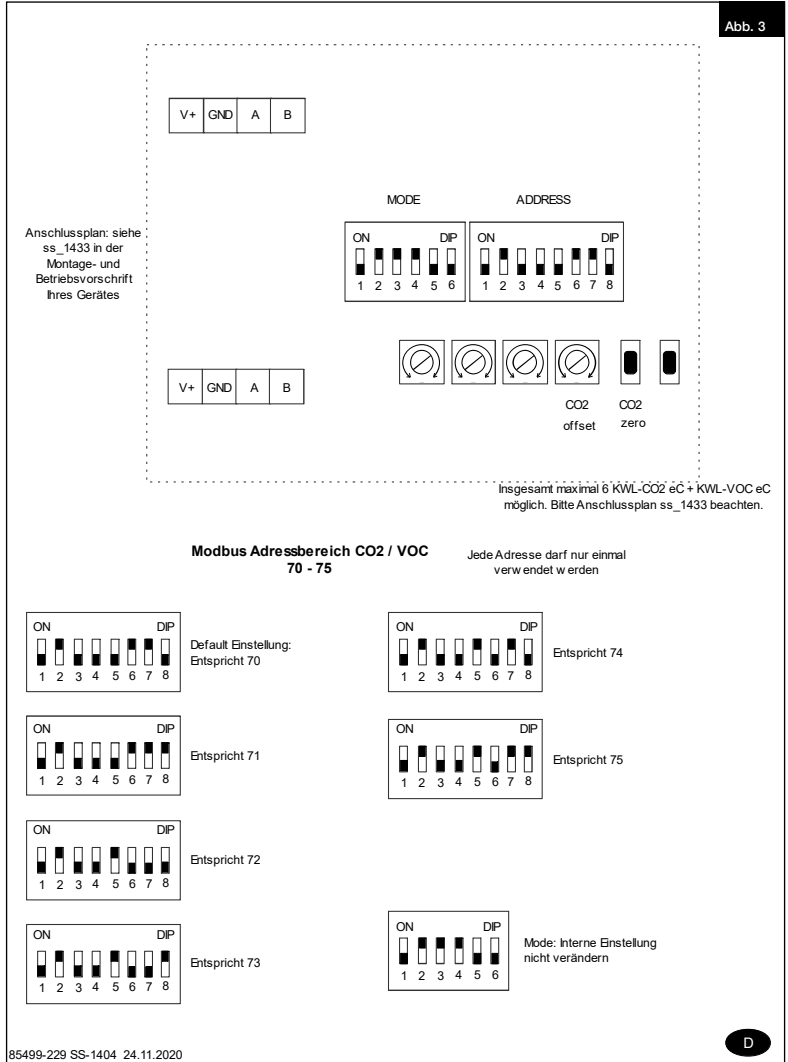 Abb. 3
V+ GND A B
MODE ADDRESS
Anschlussplan: siehe
ss_1433 in der
Montage- und
Betriebsvorschrift
Ihres Gerätes
ON DIP
1 2 3 4 5 6
ON DIP
1 2 3 4 5 6 7 8
V+ GND A B
CO2
offset
CO2
zero
Insgesamt maximal 6 KWL-CO2 eC + KWL-VOC eC
möglich. Bitte Anschlussplan ss_1433 beachten.
Modbus Adressbereich CO2 / VOC
70 - 75
Jede Adresse darf nur einmal
verwendet werden
ON DIP
1 2 3 4 5 6 7 8
Default Einstellung:
Entspricht 70
ON DIP
1 2 3 4 5 6 7 8
Entspricht 71
ON DIP
1 2 3 4 5 6 7 8
Entspricht 72
ON DIP
1 2 3 4 5 6 7 8
Entspricht 73
ON DIP
1 2 3 4 5 6 7 8
Entspricht 74
ON DIP
1 2 3 4 5 6 7 8
Entspricht 75
ON DIP
1 2 3 4 5 6
Mode: Interne Einstellung
nicht verändern
85499-229 SS-1404 24.11.2020
D